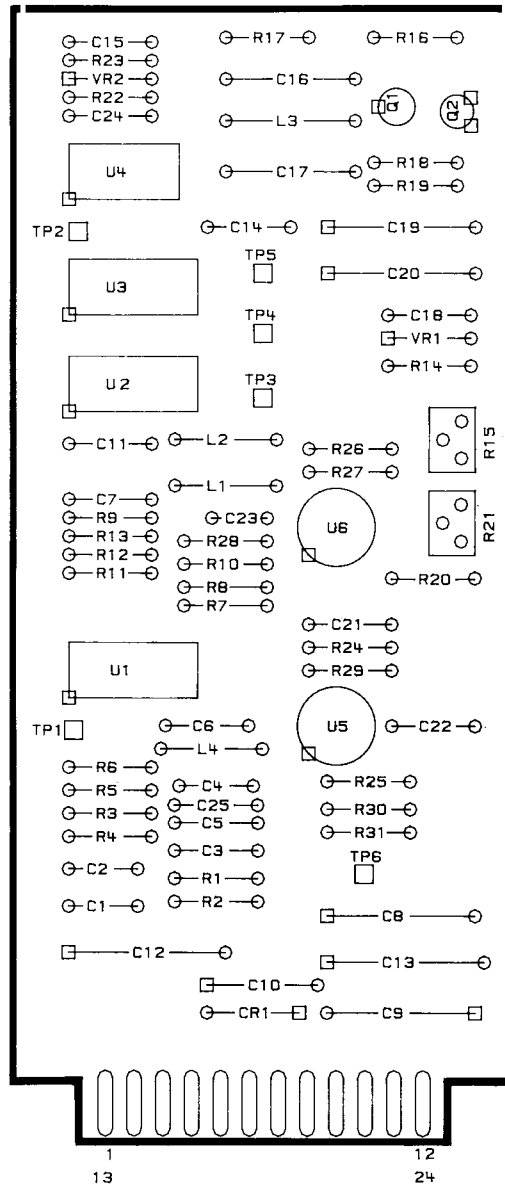 C15 R17 R16
R23
VR2 C16
R22 Q1 Q2
C24 L3
U4 C17 R18
R19
TP2 C14 C19
TP5
U3 C20
TP4 C18
VR1
U2 R14
TP3
C11 L2 R26 R15
R27
L1
C7 C23
R9 U6 R21
R13 R28
R12 R10
R11 R8 R20
R7
C21
R24
U1 R29
TP1 C6 U5 C22
L4
R6
R5 C4 R25
C25
R3 C5 R30
R4 R31
C3 TP6
C2 R1
C1 R2 C8
C12 C13
C10
CR1 C9
1 12
13 24